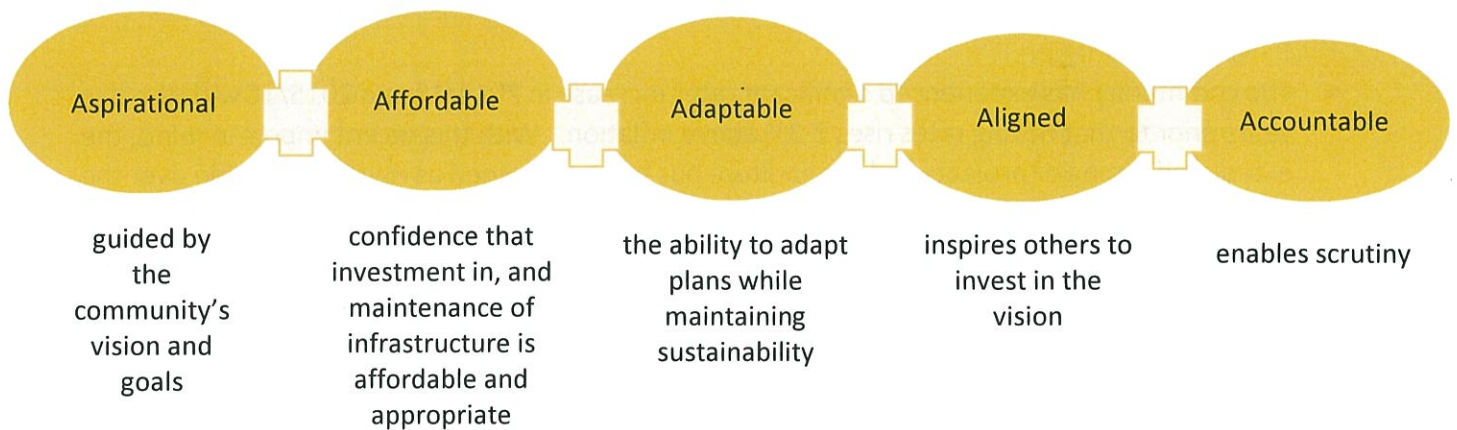 Aspirational
Affordable
Adaptable
Aligned
Accountable
guided by
the
community’s
vision and
goals
confidence that
investment in, and
maintenance of
infrastructure is
affordable and
appropriate
the ability to adapt
plans while
maintaining
sustainability
inspires others to
invest in the
vision
enables scrutiny